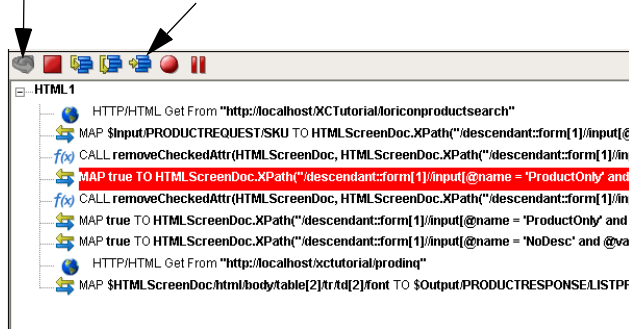 HTML1
HTTP/HTML Get From "http://localhost/XCTutorial/loriconproductsearch"
MAP $Input/PRODUCTREQUEST/SKU TO HTMLScreenDoc.XPath("/descendant::form[1]//input[@
f(x) CALL removeCheckedAttr(HTMLScreenDoc, HTMLScreenDoc.XPath("/descendant::form[1]//in
MAP true TO HTMLScreenDoc.XPath("/descendant::form[1]//input[@name = 'ProductOnly' and
f(x) CALL removeCheckedAttr(HTMLScreenDoc, HTMLScreenDoc.XPath("/descendant::form[1]//in
MAP true TO HTMLScreenDoc.XPath("/descendant::form[1]//input[@name = 'ProductOnly' and
MAP true TO HTMLScreenDoc.XPath("/descendant::form[1]//input[@name = 'NoDesc' and @va
HTTP/HTML Get From "http://localhost/xctutorial/prodinq"
MAP $HTMLScreenDoc/html/body/table[2]/tr/td[2]/font TO $Output/PRODUCTRESPONSE/LISTPR